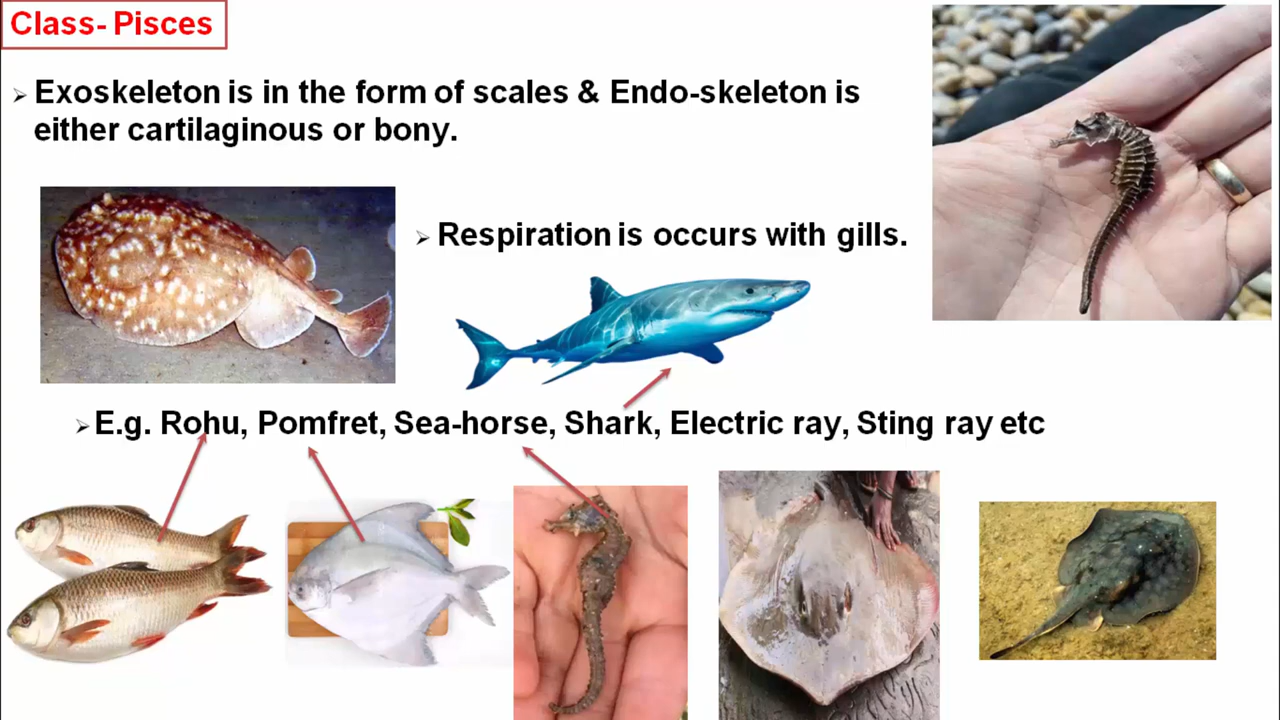 Class- Pisces
➢ Exoskeleton is in the form of scales & Endo-skeleton is
either cartilaginous or bony.
➢ Respiration is occurs with gills.
➢ E.g. Rohu, Pomfret, Sea-horse, Shark, Electric ray, Sting ray etc